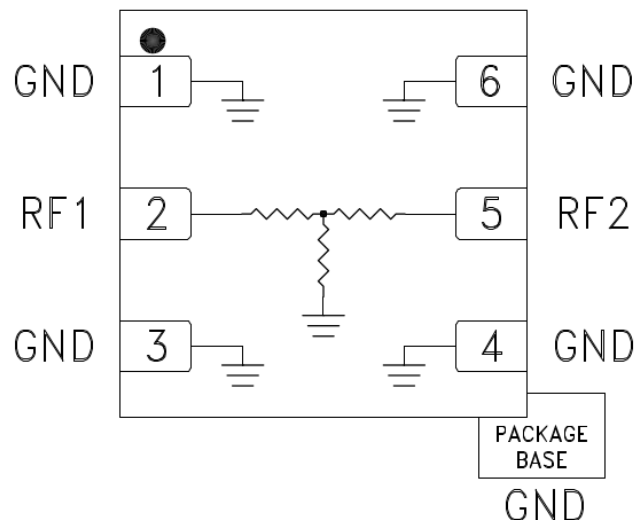 GND 1 6 GND
RF1 2 5 RF2
GND 3 4 GND
PACKAGE
BASE
GND